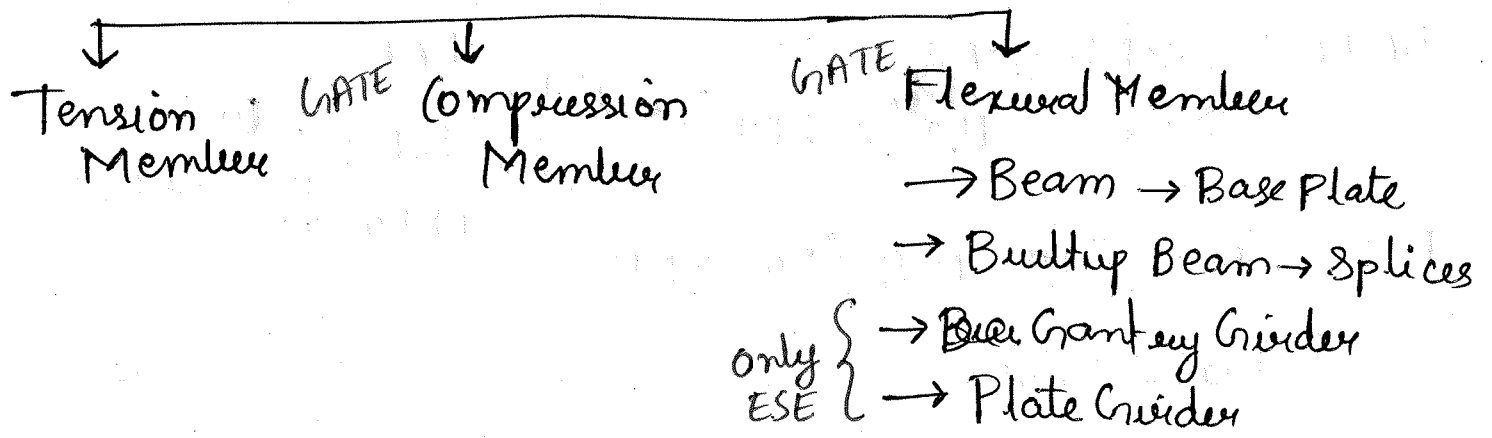 Tension Member
GATE
Compression Member
GATE
Flexural Member
→ Beam → Base Plate
→ Builtup Beam → Splices
only ESE { → Gantry Girder
→ Plate Girder